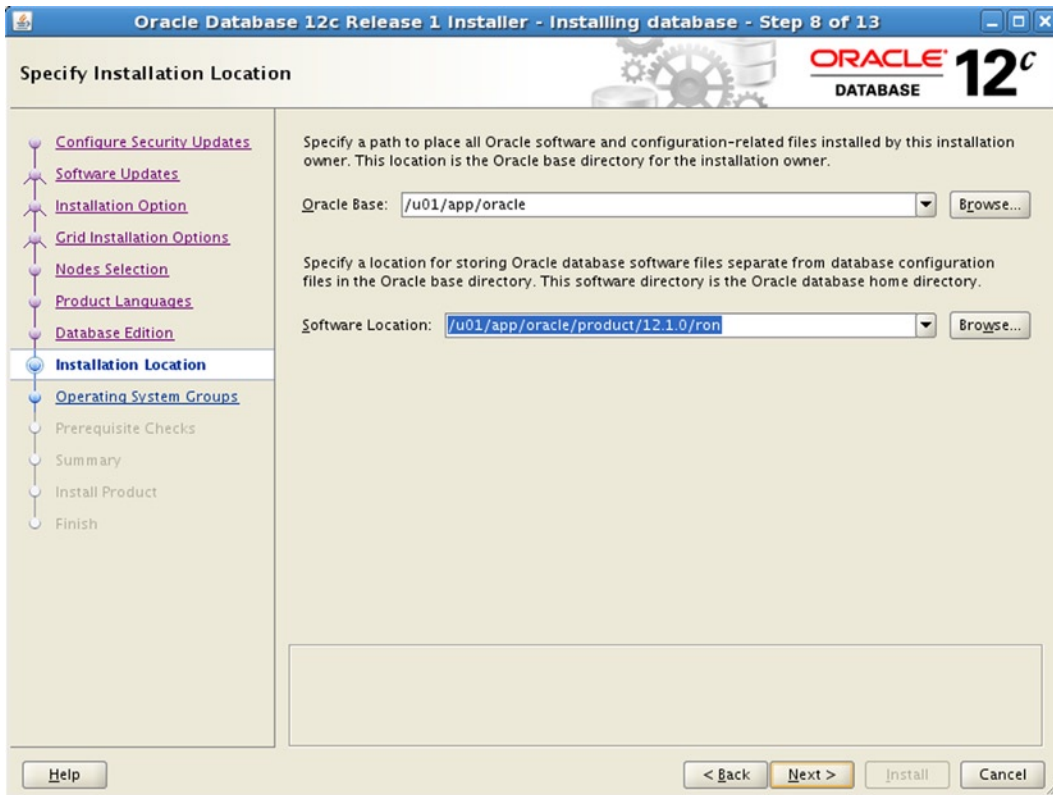 Oracle Database 12c Release 1 Installer - Installing database - Step 8 of 13
Specify Installation Location
ORACLE
DATABASE
12c
Configure Security Updates
Software Updates
Installation Option
Grid Installation Options
Nodes Selection
Product Languages
Database Edition
Installation Location
Operating System Groups
Prerequisite Checks
Summary
Install Product
Finish
Specify a path to place all Oracle software and configuration-related files installed by this installation
owner. This location is the Oracle base directory for the installation owner.
Oracle Base: /u01/app/oracle Browse...
Specify a location for storing Oracle database software files separate from database configuration
files in the Oracle base directory. This software directory is the Oracle database home directory.
Software Location: /u01/app/oracle/product/12.1.0/ron Browse...
Help < Back Next > Install Cancel